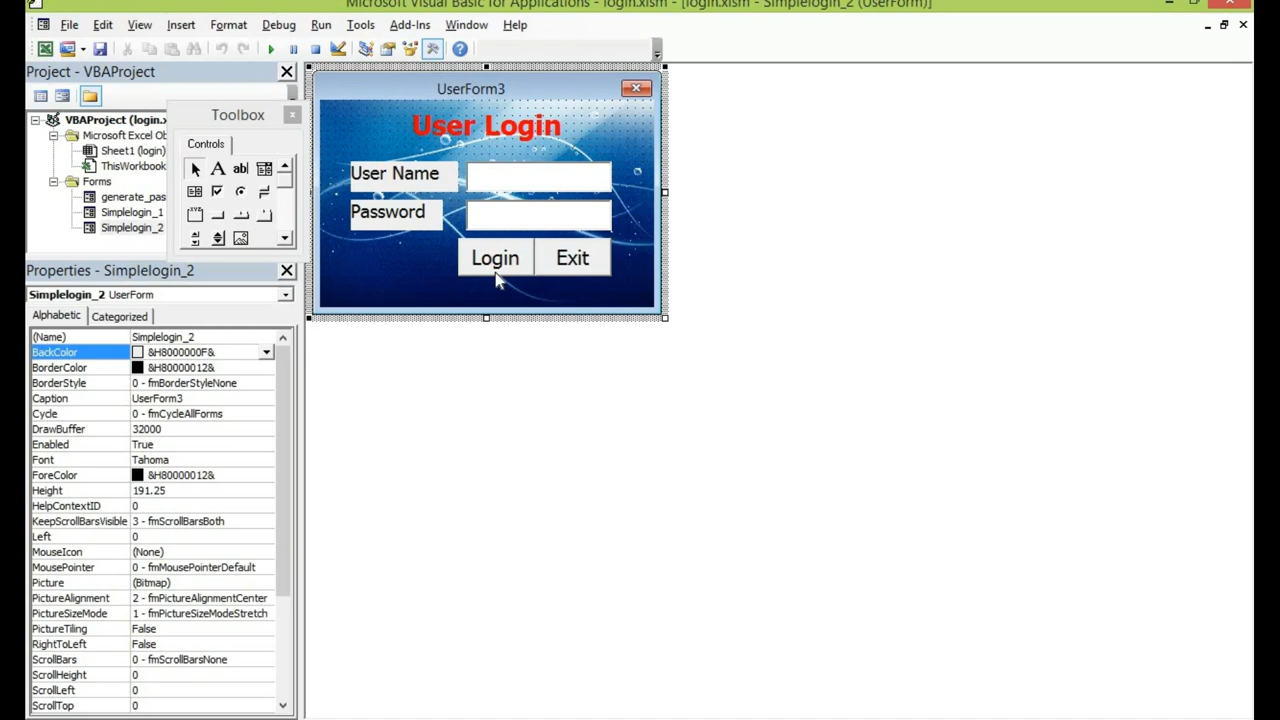 Microsoft Visual Basic for Applications - login.xlsm - [login.xlsm - Simplelogin_2 (UserForm)]
File Edit View Insert Format Debug Run Tools Add-Ins Window Help
Project - VBAProject
VBAProject (login.x
Microsoft Excel Ob
Sheet1 (login)
ThisWorkbook
Forms
generate_pas
Simplelogin_1
Simplelogin_2
Toolbox
Controls
UserForm3
User Login
User Name
Password
Login Exit
Properties - Simplelogin_2
Simplelogin_2 UserForm
Alphabetic Categorized
(Name) Simplelogin_2
BackColor &H8000000F&
BorderColor &H80000012&
BorderStyle 0 - fmBorderStyleNone
Caption UserForm3
Cycle 0 - fmCycleAllForms
DrawBuffer 32000
Enabled True
Font Tahoma
ForeColor &H80000012&
Height 191.25
HelpContextID 0
KeepScrollBarsVisible 3 - fmScrollBarsBoth
Left 0
MouseIcon (None)
MousePointer 0 - fmMousePointerDefault
Picture (Bitmap)
PictureAlignment 2 - fmPictureAlignmentCenter
PictureSizeMode 1 - fmPictureSizeModeStretch
PictureTiling False
RightToLeft False
ScrollBars 0 - fmScrollBarsNone
ScrollHeight 0
ScrollLeft 0
ScrollTop 0